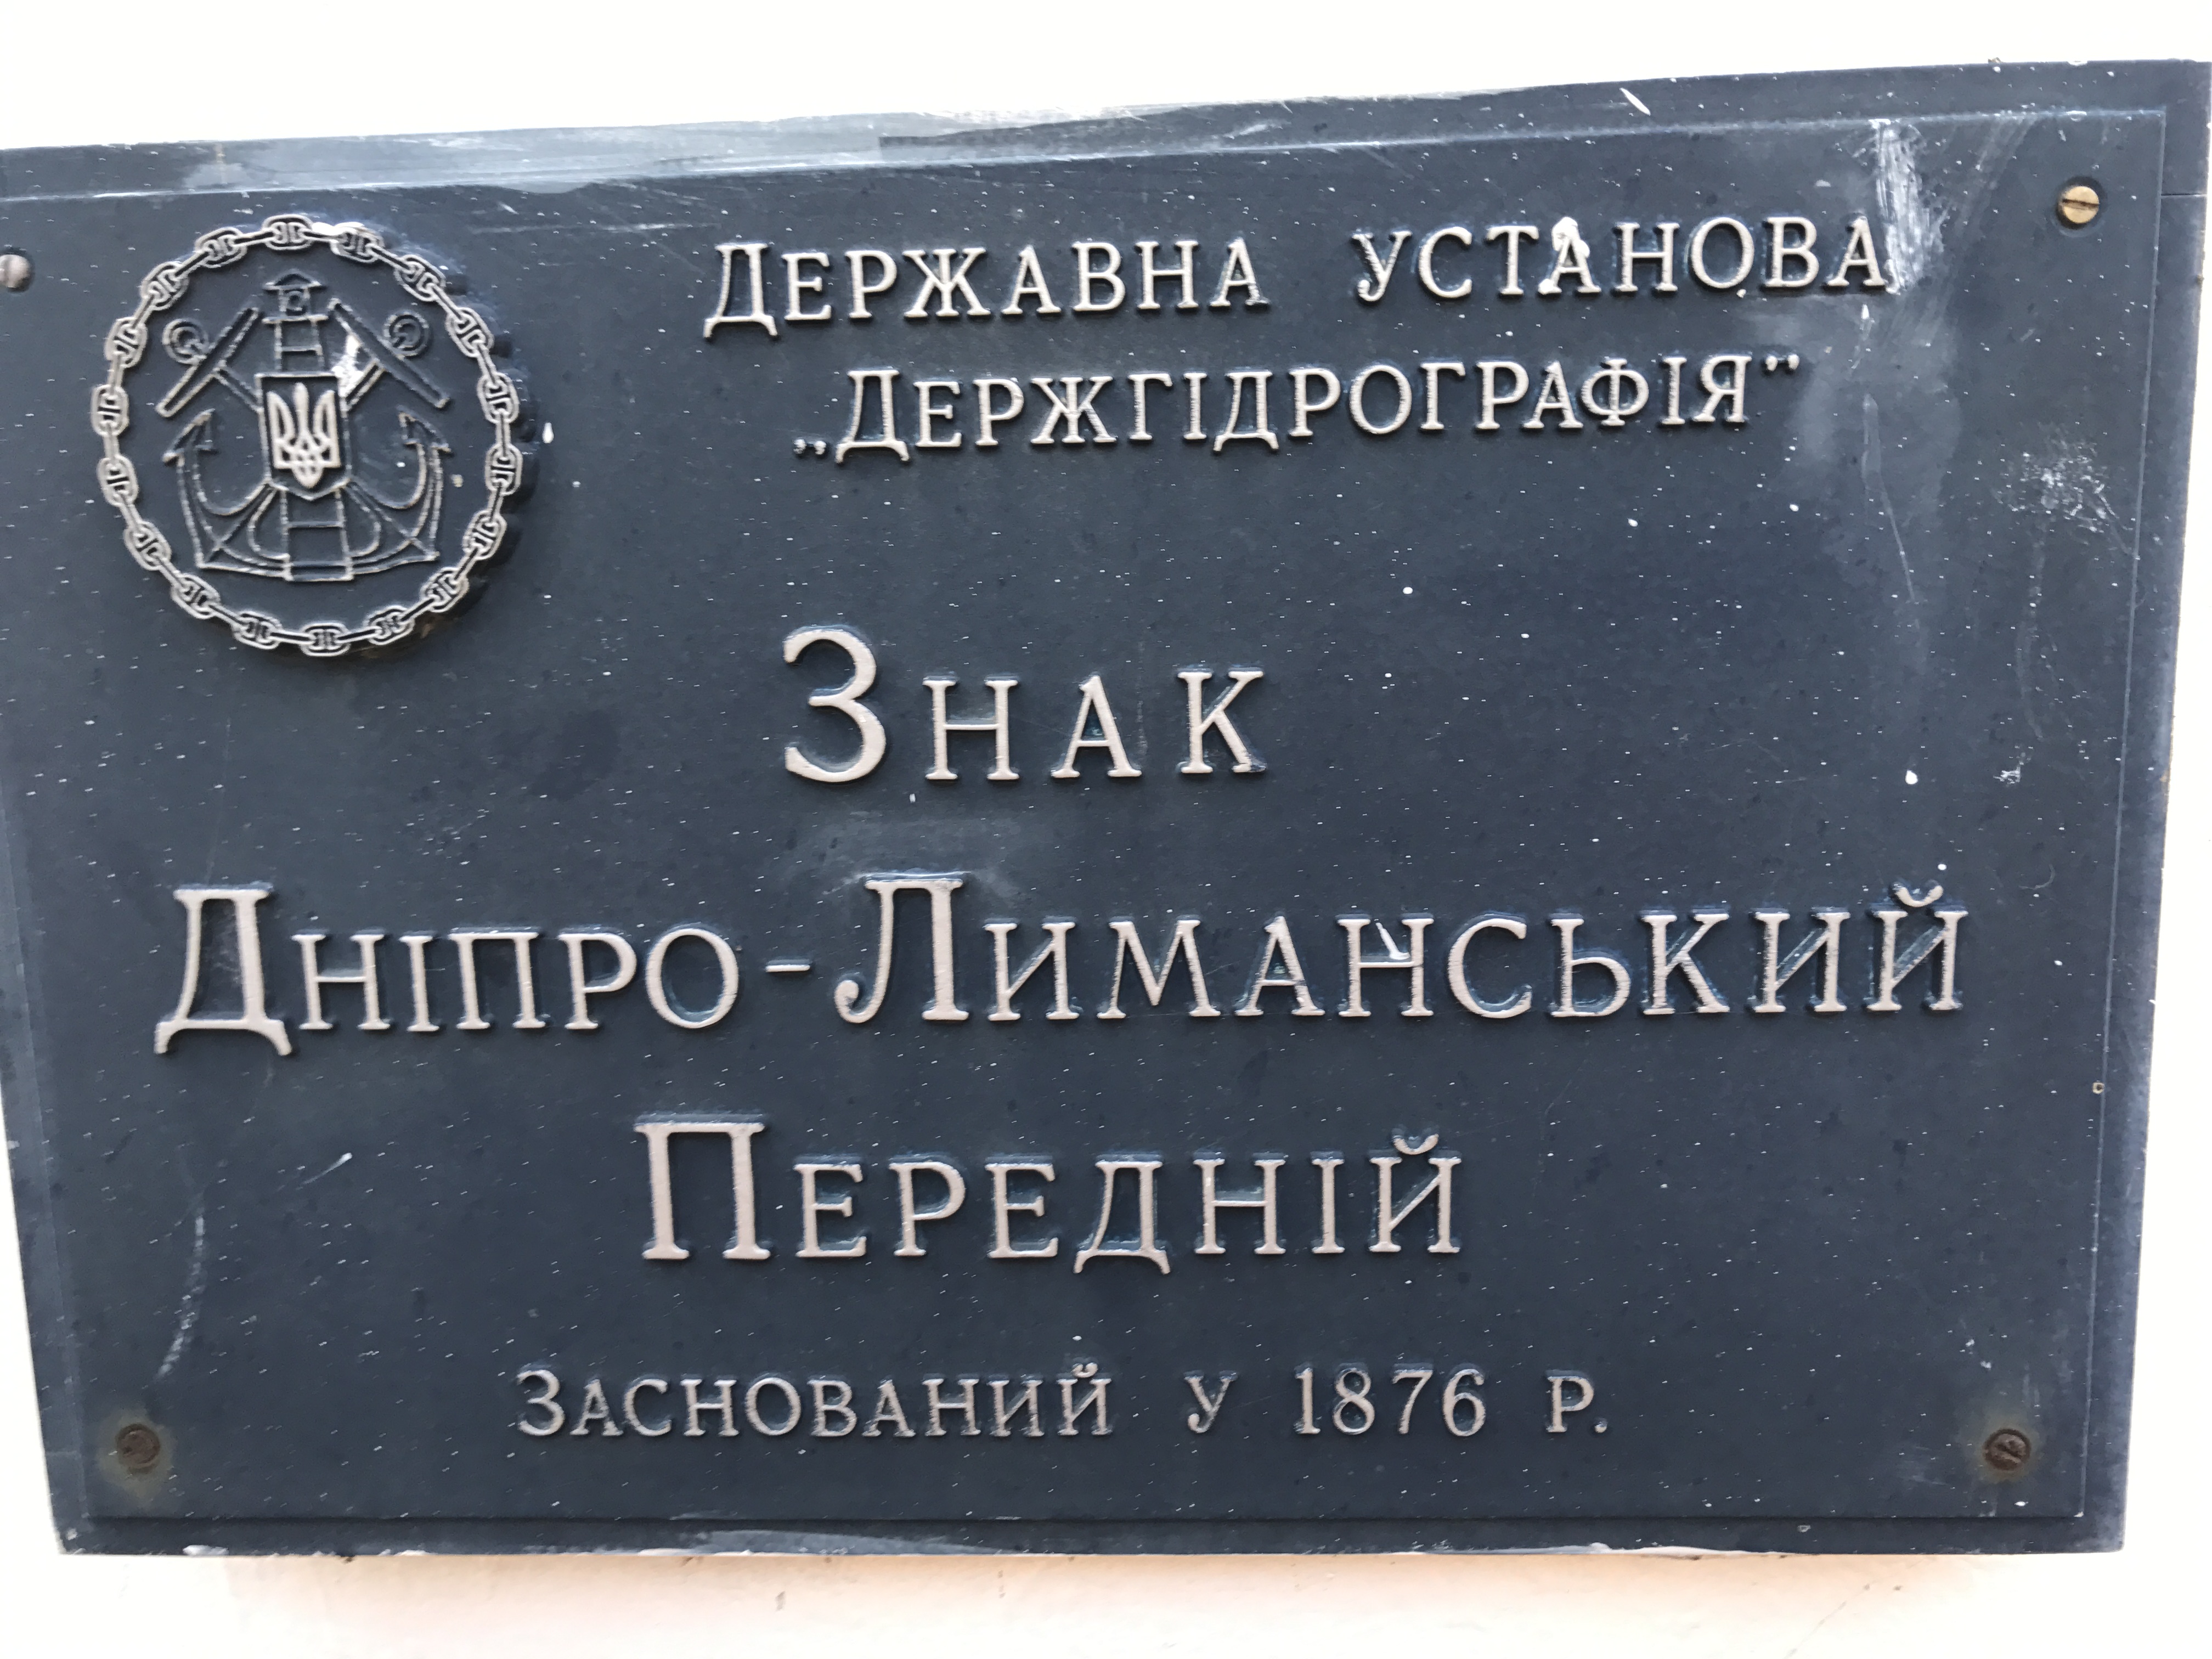 ДЕРЖАВНА УСТАНОВА
„ДЕРЖГІДРОГРАФІЯ”
ЗНАК
ДНІПРО-ЛИМАНСЬКИЙ
ПЕРЕДНІЙ
ЗАСНОВАНИЙ У 1876 Р.